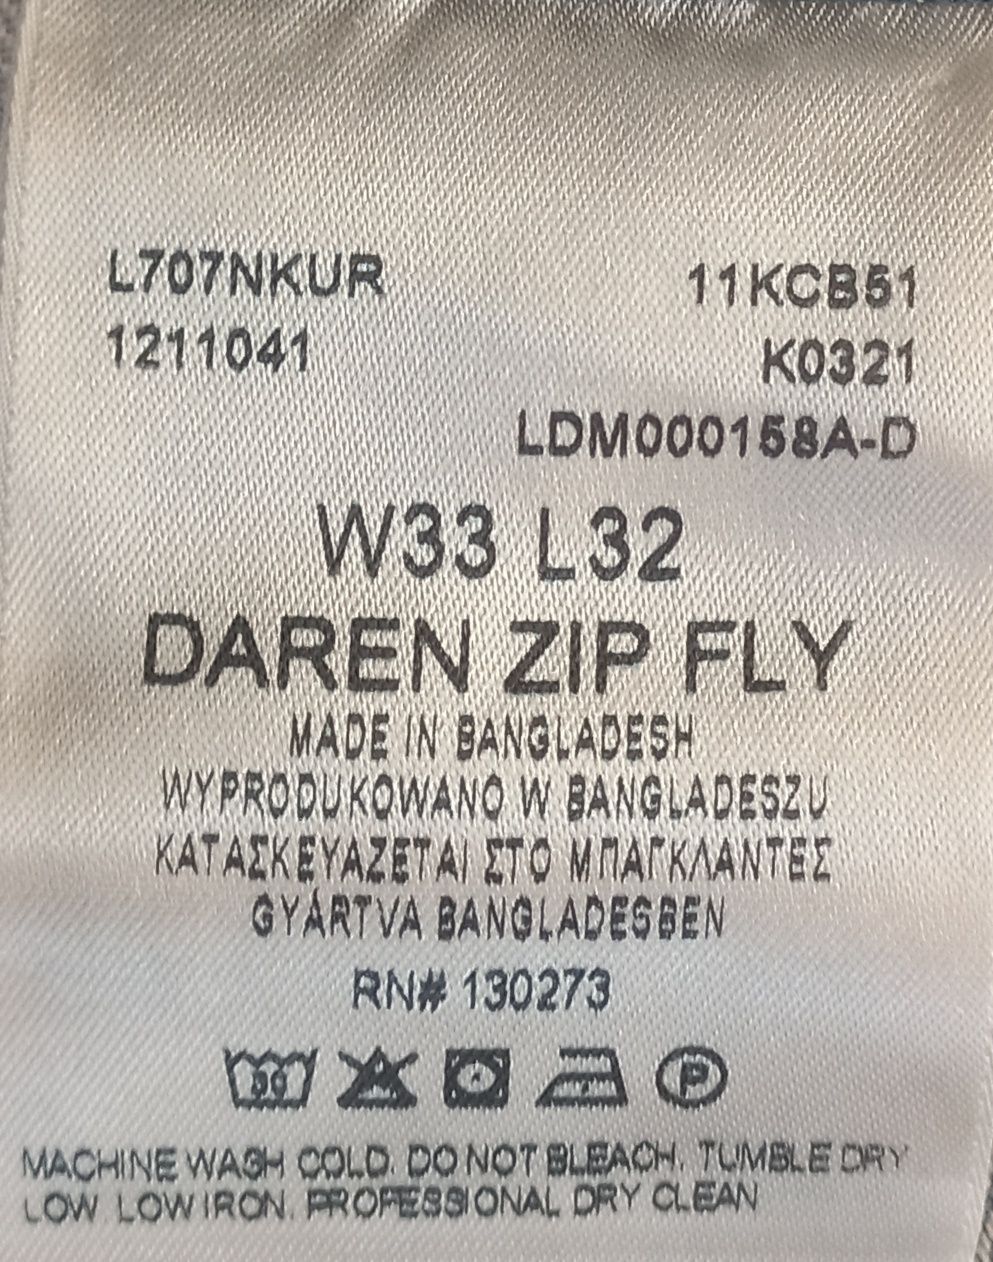 L707NKUR 11KCB51
1211041 K0321
LDM000158A-D
W33 L32
DAREN ZIP FLY
MADE IN BANGLADESH
WYPRODUKOWANO W BANGLADESZU
ΚΑΤΑΣΚΕΥΑΖΕΤΑΙ ΣΤΟ ΜΠΑΓΚΛΑΝΤΕΣ
GYÁRTVA BANGLADESBEN
RN# 130273
30 P
MACHINE WASH COLD. DO NOT BLEACH. TUMBLE DRY
LOW. LOW IRON. PROFESSIONAL DRY CLEAN